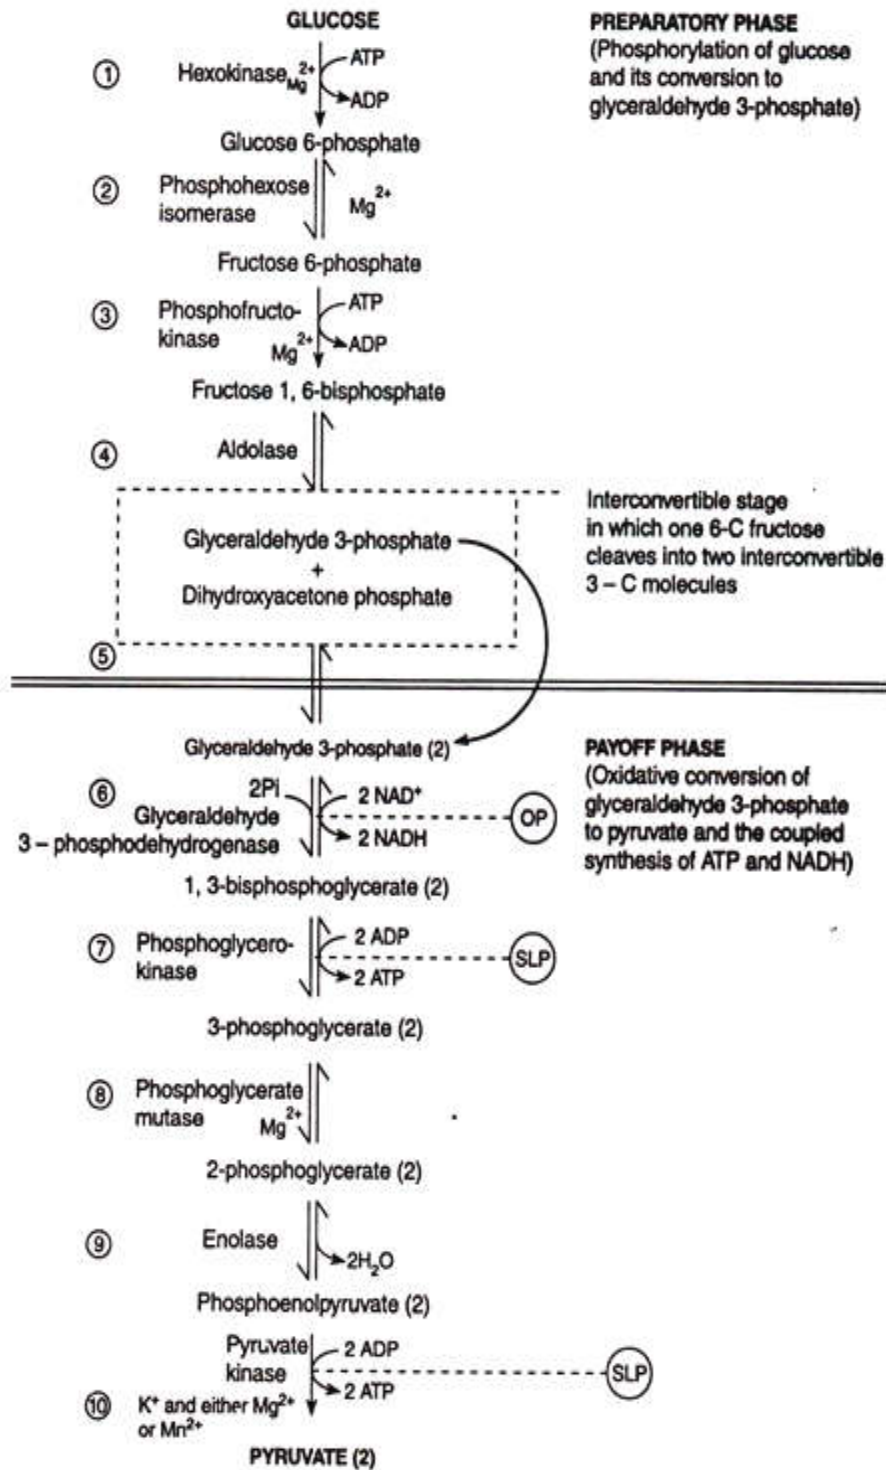 GLUCOSE
PREPARATORY PHASE
(Phosphorylation of glucose
and its conversion to
glyceraldehyde 3-phosphate)
① Hexokinase Mg²⁺ ATP
ADP
Glucose 6-phosphate
② Phosphohexose
isomerase Mg²⁺
Fructose 6-phosphate
③ Phosphofructo-
kinase Mg²⁺ ATP
ADP
Fructose 1, 6-bisphosphate
④ Aldolase
Interconvertible stage
in which one 6-C fructose
cleaves into two interconvertible
3 – C molecules
Glyceraldehyde 3-phosphate
+
Dihydroxyacetone phosphate
⑤
Glyceraldehyde 3-phosphate (2)
PAYOFF PHASE
(Oxidative conversion of
glyceraldehyde 3-phosphate
to pyruvate and the coupled
synthesis of ATP and NADH)
⑥ 2Pi 2 NAD⁺
Glyceraldehyde OP
3 – phosphodehydrogenase 2 NADH
1, 3-bisphosphoglycerate (2)
⑦ Phosphoglycero- 2 ADP
kinase 2 ATP SLP
3-phosphoglycerate (2)
⑧ Phosphoglycerate
mutase Mg²⁺
2-phosphoglycerate (2)
⑨ Enolase 2H₂O
Phosphoenolpyruvate (2)
Pyruvate 2 ADP
kinase 2 ATP SLP
⑩ K⁺ and either Mg²⁺
or Mn²⁺
PYRUVATE (2)